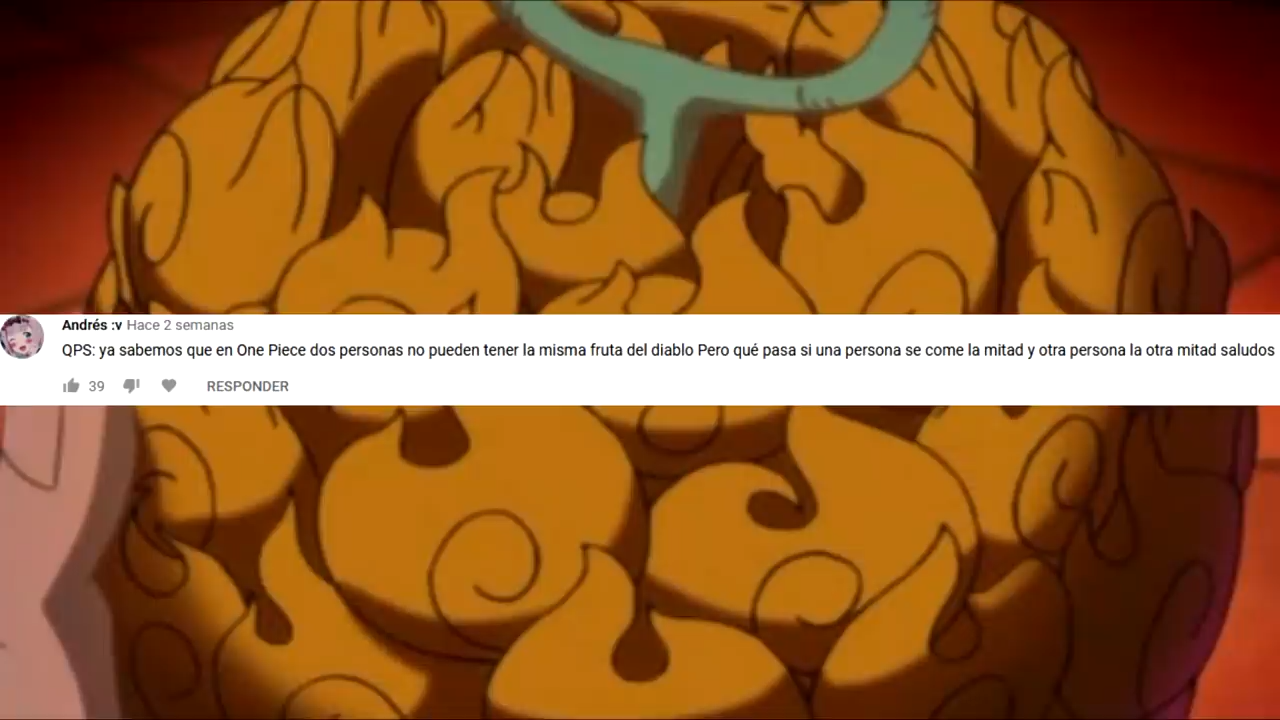 Andrés :v Hace 2 semanas
QPS: ya sabemos que en One Piece dos personas no pueden tener la misma fruta del diablo Pero qué pasa si una persona se come la mitad y otra persona la otra mitad saludos
39 RESPONDER